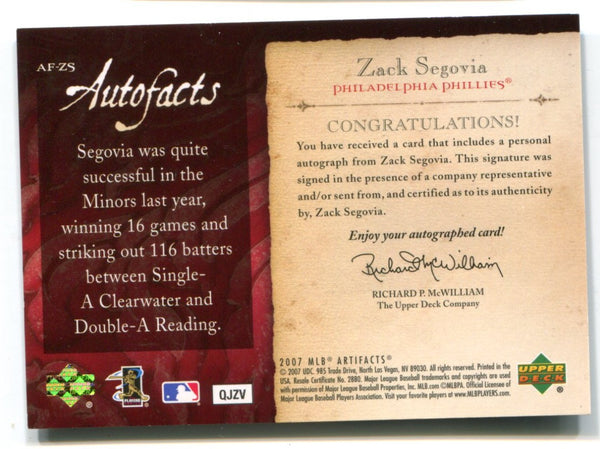 AF-ZS
Autofacts
Segovia was quite
successful in the
Minors last year,
winning 16 games and
striking out 116 batters
between Single-
A Clearwater and
Double-A Reading.
PLAYERS
QJZV
Zack Segovia
PHILADELPHIA PHILLIES®
CONGRATULATIONS!
You have received a card that includes a personal
autograph from Zack Segovia. This signature was
signed in the presence of a company representative
and/or sent from, and certified as to its authenticity
by, Zack Segovia.
Enjoy your autographed card!
Richard McWilliam
RICHARD P. McWILLIAM
The Upper Deck Company
2007 MLB® ARTIFACTS®
© 2007 UDC. 985 Trade Drive, North Las Vegas, NV 89030. All rights reserved. Printed in the
USA. Resale Certificate No. 2880. Major League Baseball trademarks and copyrights are used
with permission of Major League Baseball Properties, Inc. MLB.com ©MLBPA. Official Licensee of
Major League Baseball Players Association. Visit your favorite players at www.MLBPLAYERS.com.
UPPER
DECK